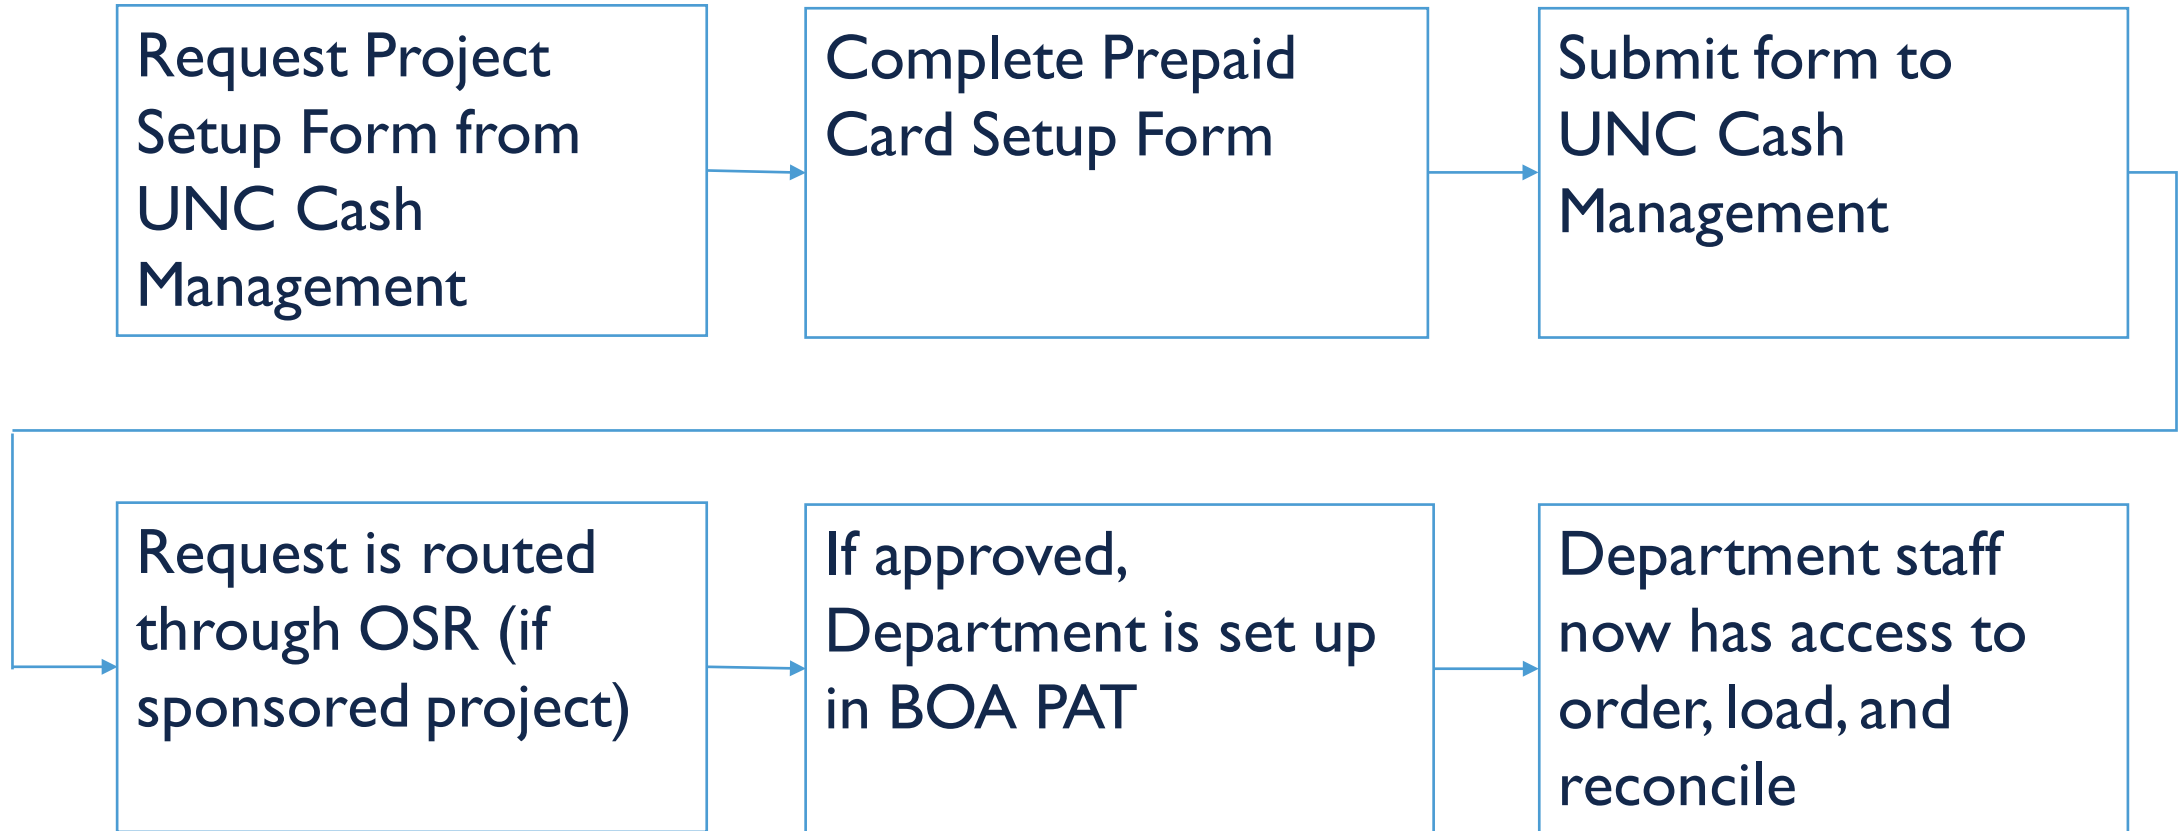 Request Project
Setup Form from
UNC Cash
Management
Complete Prepaid
Card Setup Form
Submit form to
UNC Cash
Management
Request is routed
through OSR (if
sponsored project)
If approved,
Department is set up
in BOA PAT
Department staff
now has access to
order, load, and
reconcile